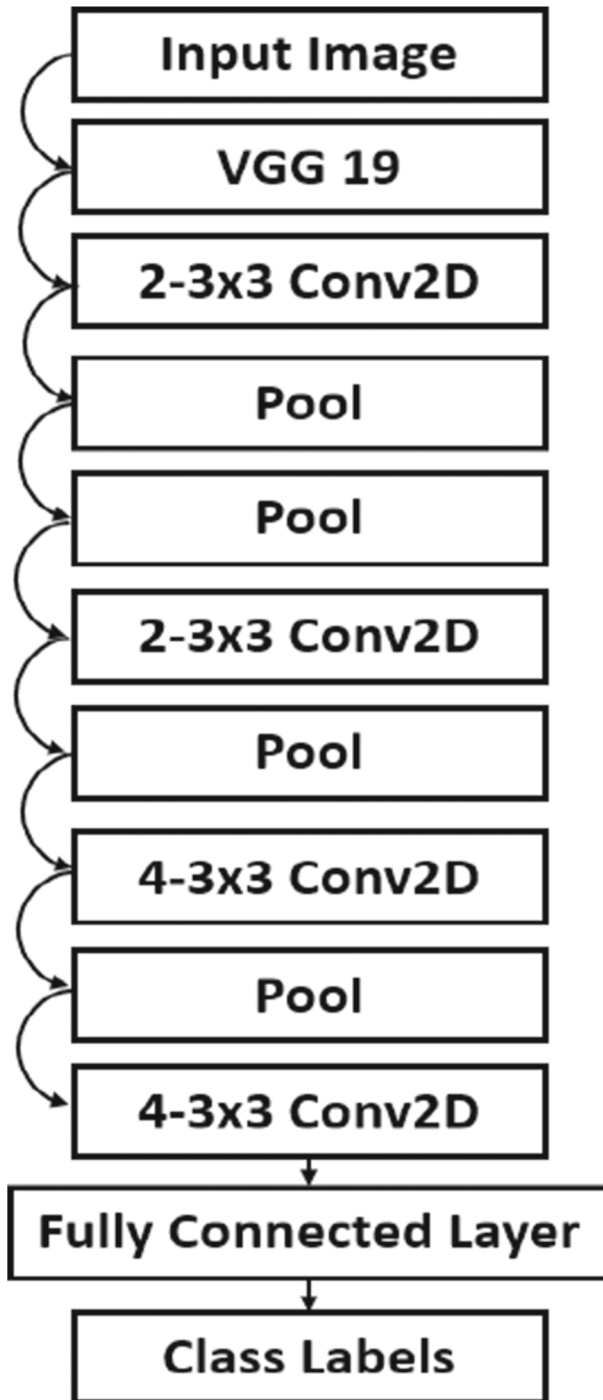 Input Image
VGG 19
2-3x3 Conv2D
Pool
Pool
2-3x3 Conv2D
Pool
4-3x3 Conv2D
Pool
4-3x3 Conv2D
Fully Connected Layer
Class Labels